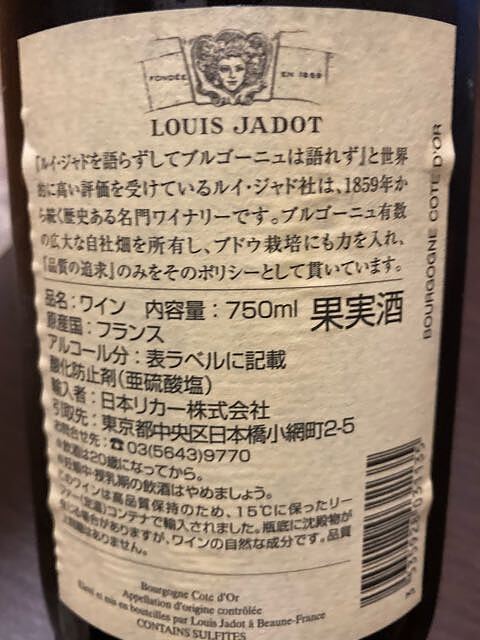 FONDÉE EN 1859
LOUIS JADOT
『ルイ・ジャドを語らずしてブルゴーニュは語れず』と世界
的に高い評価を受けているルイ・ジャド社は、1859年か
ら続く歴史ある名門ワイナリーです。ブルゴーニュ有数
の広大な自社畑を所有し、ブドウ栽培にも力を入れ、
『品質の追求』のみをそのポリシーとして貫いています。
品名：ワイン 内容量：750ml 果実酒
原産国：フランス
アルコール分：表ラベルに記載
酸化防止剤(亜硫酸塩)
輸入者：日本リカー株式会社
引取先：東京都中央区日本橋小網町2-5
お問合せ先：☎03(5643)9770
※飲酒は20歳になってから。
※妊娠中・授乳期の飲酒はやめましょう。
このワインは高品質保持のため、15℃に保ったリー
ファー(定温)コンテナで輸入されました。瓶底に沈殿物が
生じる場合がありますが、ワインの自然な成分です。品質
上問題はありません。
Bourgogne Cote d'Or
Appellation d'origine contrôlée
Elevé et mis en bouteilles par Louis Jadot à Beaune-France
CONTAINS SULFITES
BOURGOGNE COTE D'OR